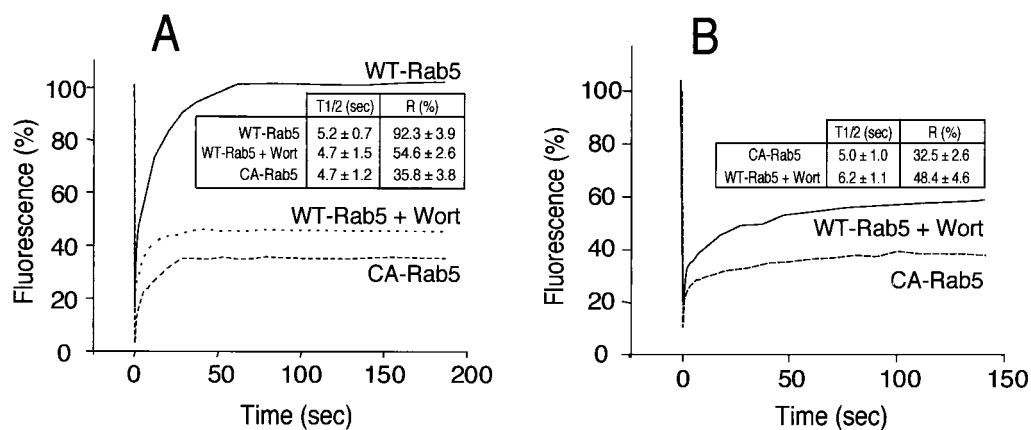 A
Fluorescence (%)
100
80
60
40
20
0
WT-Rab5
T1/2 (sec) R (%)
WT-Rab5 5.2 ± 0.7 92.3 ± 3.9
WT-Rab5 + Wort 4.7 ± 1.5 54.6 ± 2.6
CA-Rab5 4.7 ± 1.2 35.8 ± 3.8
WT-Rab5 + Wort
CA-Rab5
0 50 100 150 200
Time (sec)
B
Fluorescence (%)
100
80
60
40
20
0
T1/2 (sec) R (%)
CA-Rab5 5.0 ± 1.0 32.5 ± 2.6
WT-Rab5 + Wort 6.2 ± 1.1 48.4 ± 4.6
WT-Rab5 + Wort
CA-Rab5
0 50 100 150
Time (sec)